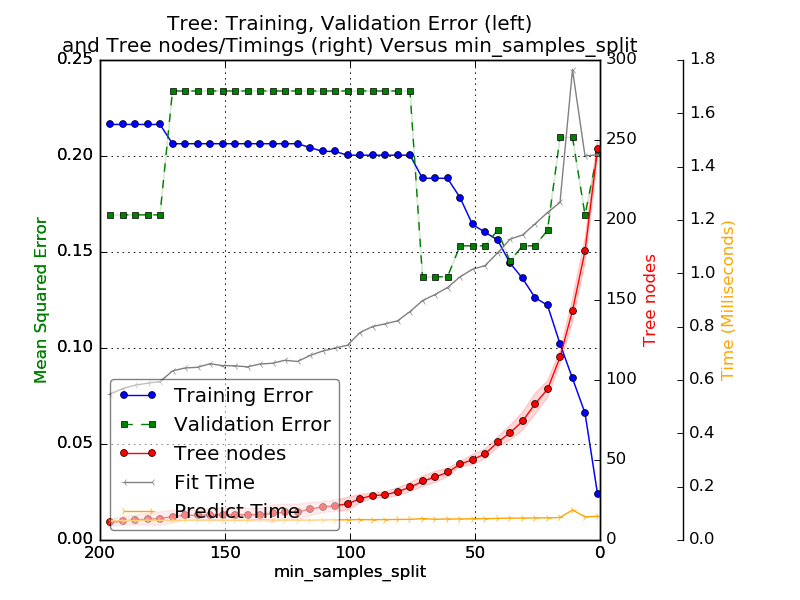 Tree: Training, Validation Error (left)
and Tree nodes/Timings (right) Versus min_samples_split
0.25
0.20
0.15
0.10
0.05
0.00
Mean Squared Error
200
150
100
50
0
min_samples_split
300
250
200
150
100
50
0
Tree nodes
1.8
1.6
1.4
1.2
1.0
0.8
0.6
0.4
0.2
0.0
Time (Milliseconds)
Training Error
Validation Error
Tree nodes
Fit Time
Predict Time